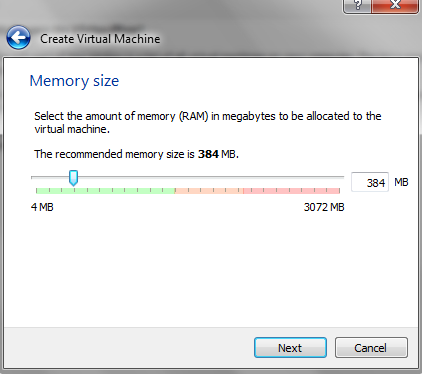 Create Virtual Machine
Memory size
Select the amount of memory (RAM) in megabytes to be allocated to the
virtual machine.
The recommended memory size is 384 MB.
384 MB
4 MB 3072 MB
Next Cancel